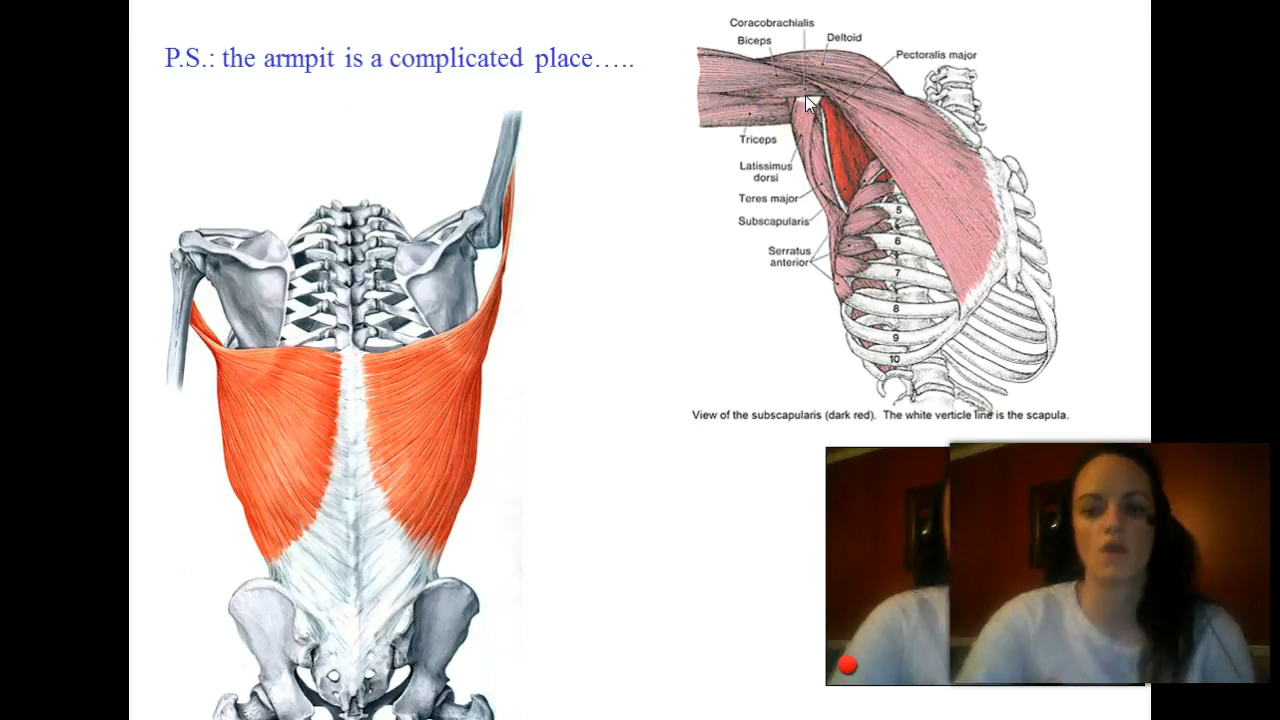 P.S.: the armpit is a complicated place…..
Coracobrachialis
Biceps
Deltoid
Pectoralis major
Triceps
Latissimus
dorsi
Teres major
Subscapularis
Serratus
anterior
5
6
7
8
9
10
View of the subscapularis (dark red). The white verticle line is the scapula.